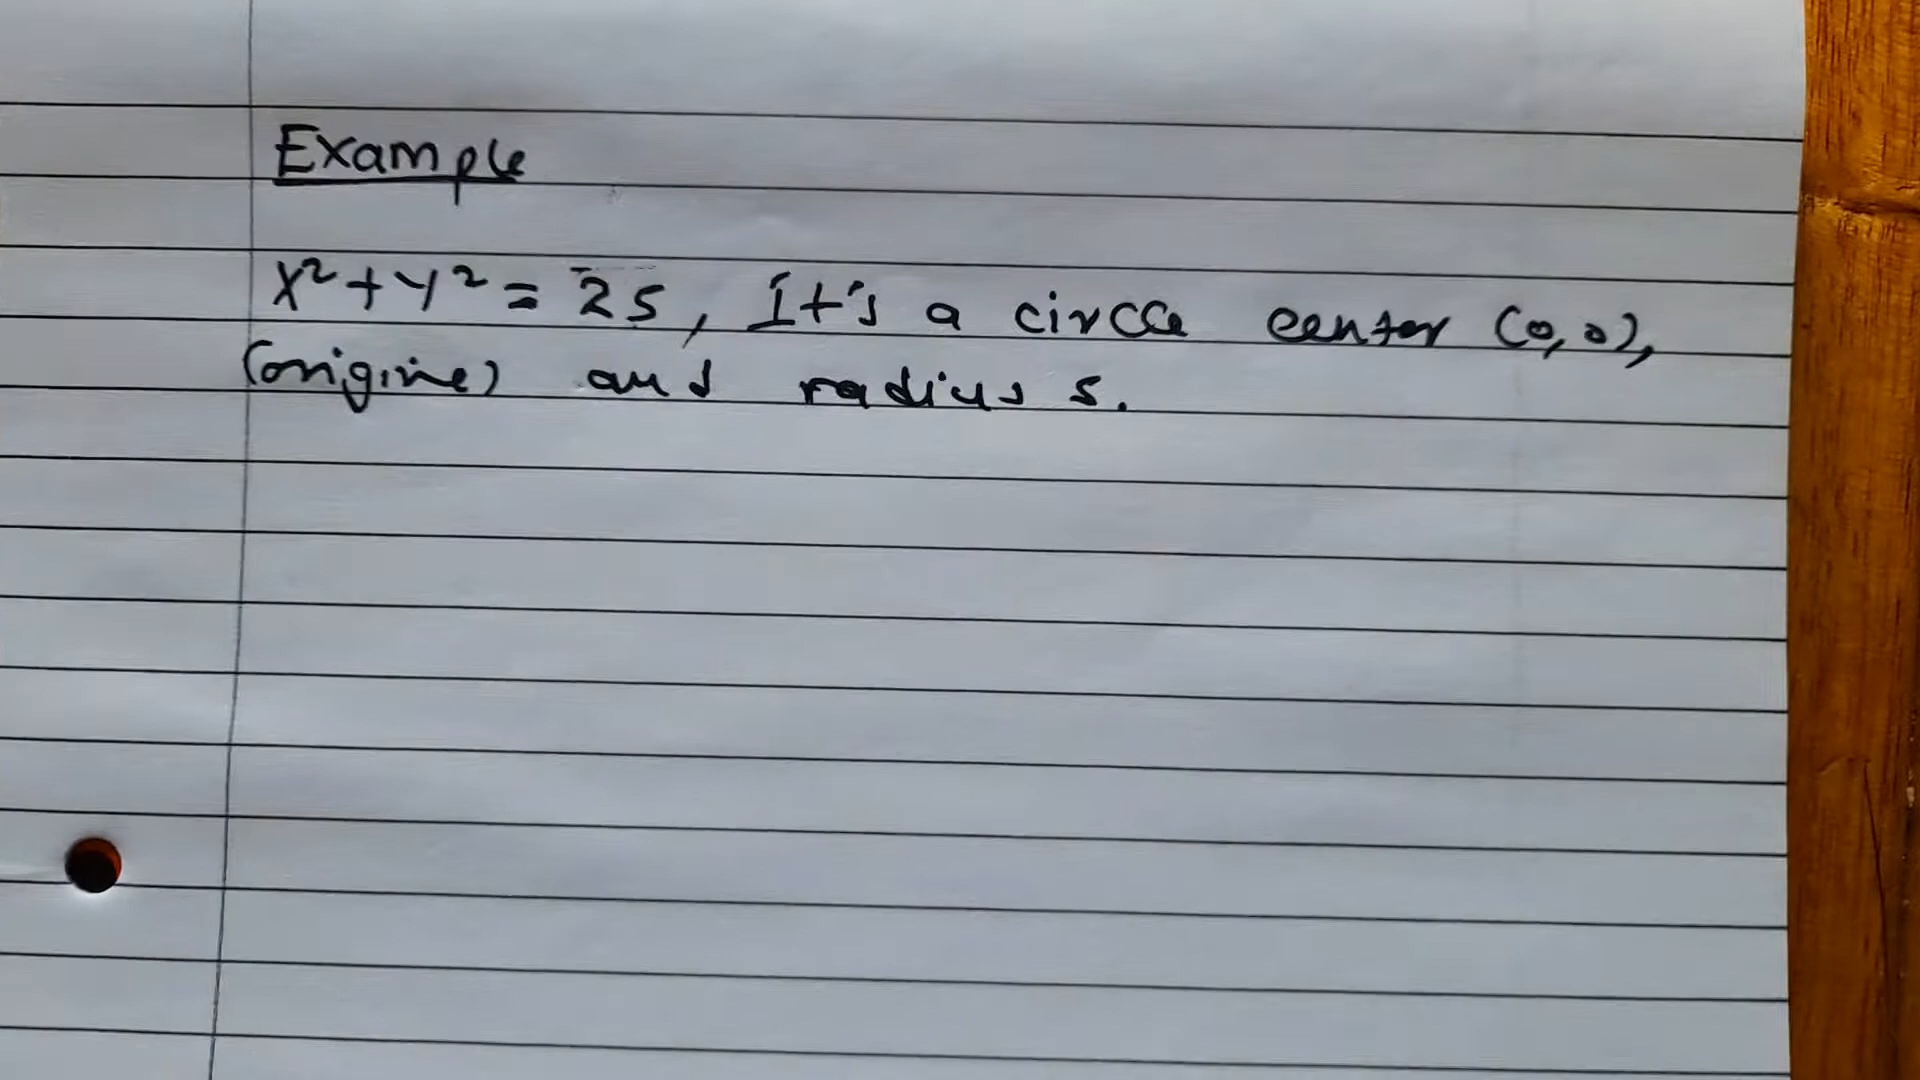 Example
x²+y² = 25, It's a circle center (0,0),
(origine) and radius 5.